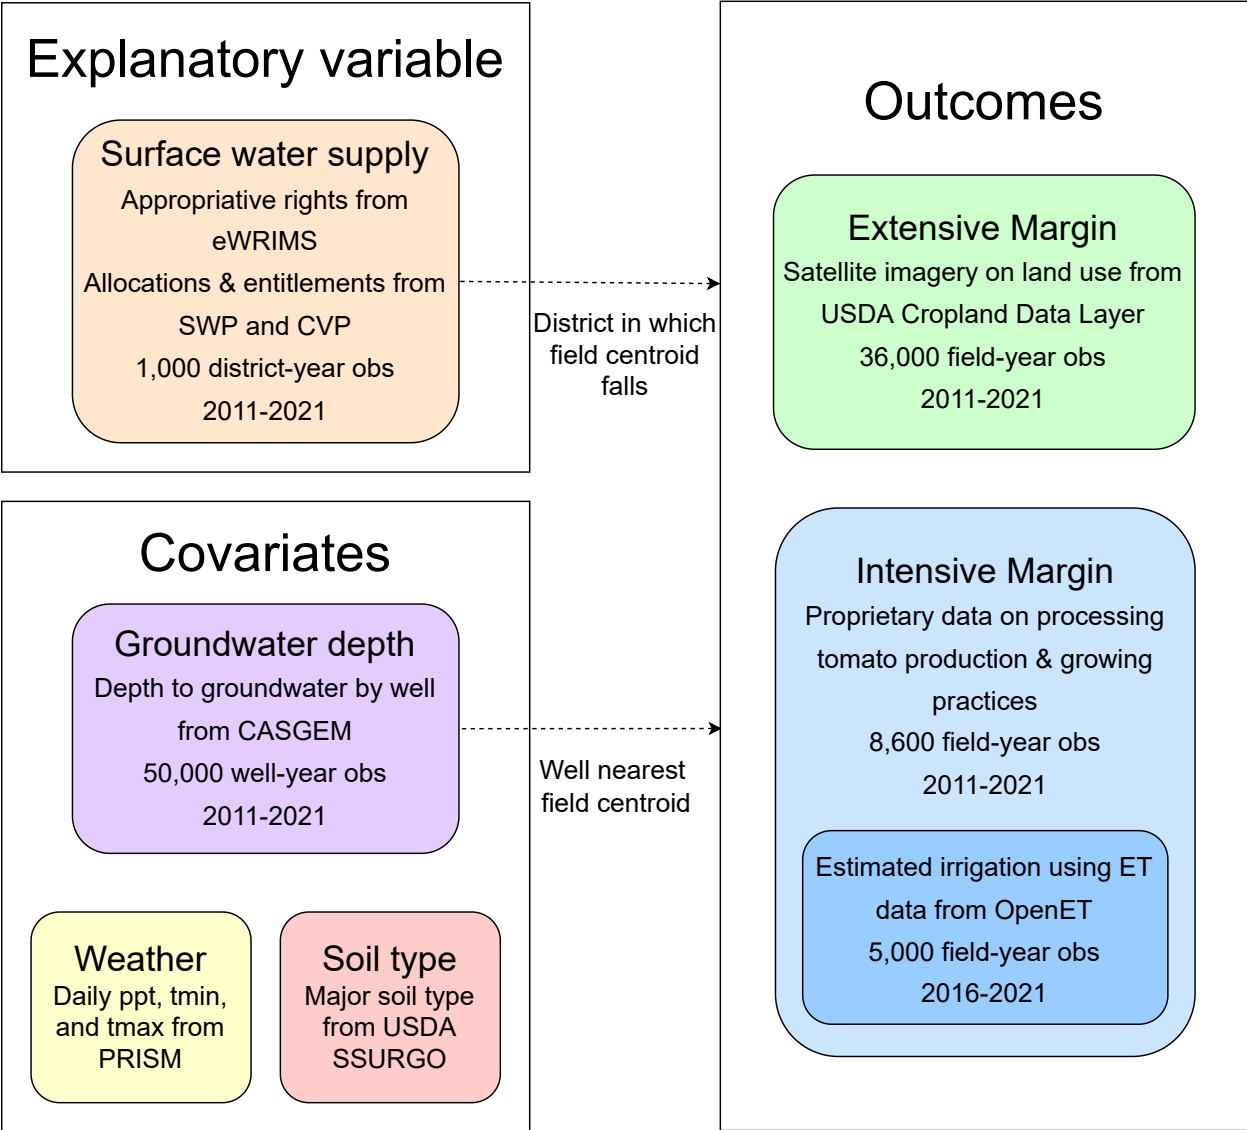 Explanatory variable
Surface water supply
Appropriative rights from
eWRIMS
Allocations & entitlements from
SWP and CVP
1,000 district-year obs
2011-2021
District in which
field centroid
falls
Covariates
Groundwater depth
Depth to groundwater by well
from CASGEM
50,000 well-year obs
2011-2021
Well nearest
field centroid
Weather
Daily ppt, tmin,
and tmax from
PRISM
Soil type
Major soil type
from USDA
SSURGO
Outcomes
Extensive Margin
Satellite imagery on land use from
USDA Cropland Data Layer
36,000 field-year obs
2011-2021
Intensive Margin
Proprietary data on processing
tomato production & growing
practices
8,600 field-year obs
2011-2021
Estimated irrigation using ET
data from OpenET
5,000 field-year obs
2016-2021